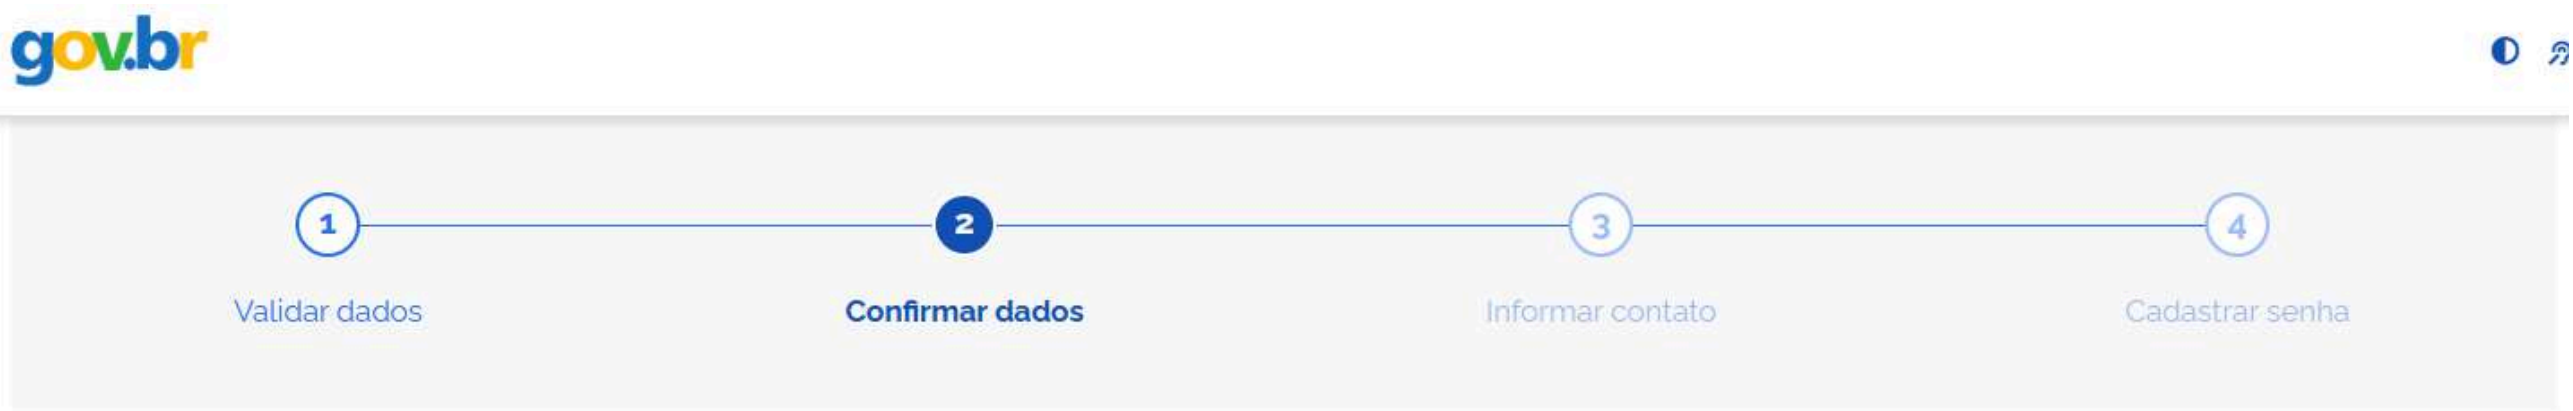 gov.br
1
2
3
4
Validar dados
Confirmar dados
Informar contato
Cadastrar senha